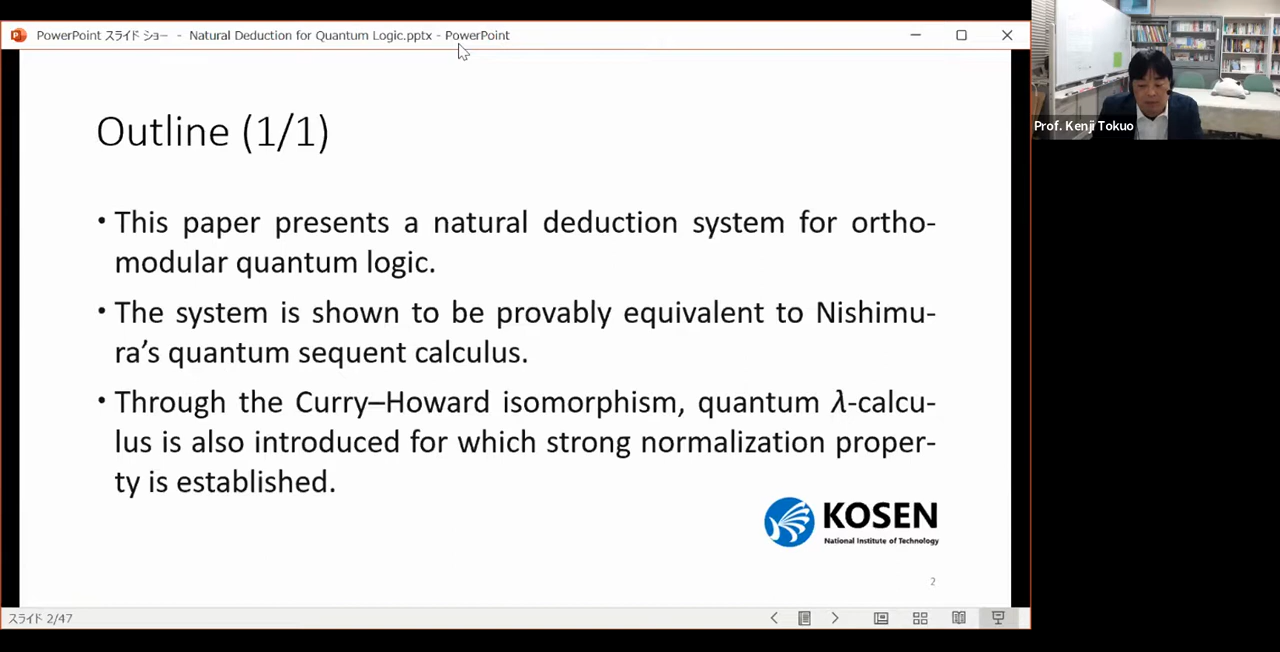 PowerPoint スライド ショー - Natural Deduction for Quantum Logic.pptx - PowerPoint
Prof. Kenji Tokuo
Outline (1/1)
• This paper presents a natural deduction system for ortho-
modular quantum logic.
• The system is shown to be provably equivalent to Nishimu-
ra’s quantum sequent calculus.
• Through the Curry–Howard isomorphism, quantum λ-calcu-
lus is also introduced for which strong normalization proper-
ty is established.
KOSEN
National Institute of Technology
2
スライド 2/47